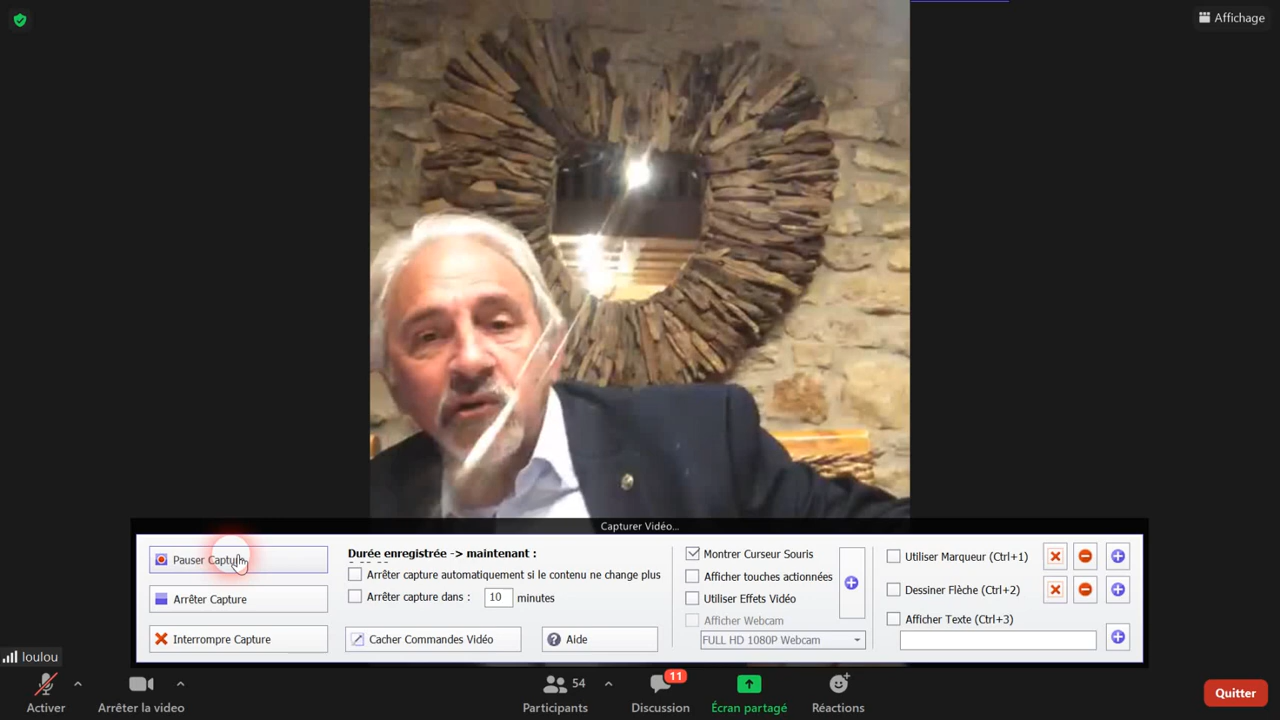 Affichage
Capturer Vidéo...
Pauser Capture
Arrêter Capture
Interrompre Capture
Durée enregistrée -> maintenant :
Arrêter capture automatiquement si le contenu ne change plus
Arrêter capture dans : 10 minutes
Cacher Commandes Vidéo
Aide
Montrer Curseur Souris
Afficher touches actionnées
Utiliser Effets Vidéo
Afficher Webcam
FULL HD 1080P Webcam
Utiliser Marqueur (Ctrl+1)
Dessiner Flèche (Ctrl+2)
Afficher Texte (Ctrl+3)
loulou
Activer
Arrêter la video
54
Participants
11
Discussion
Écran partagé
Réactions
Quitter